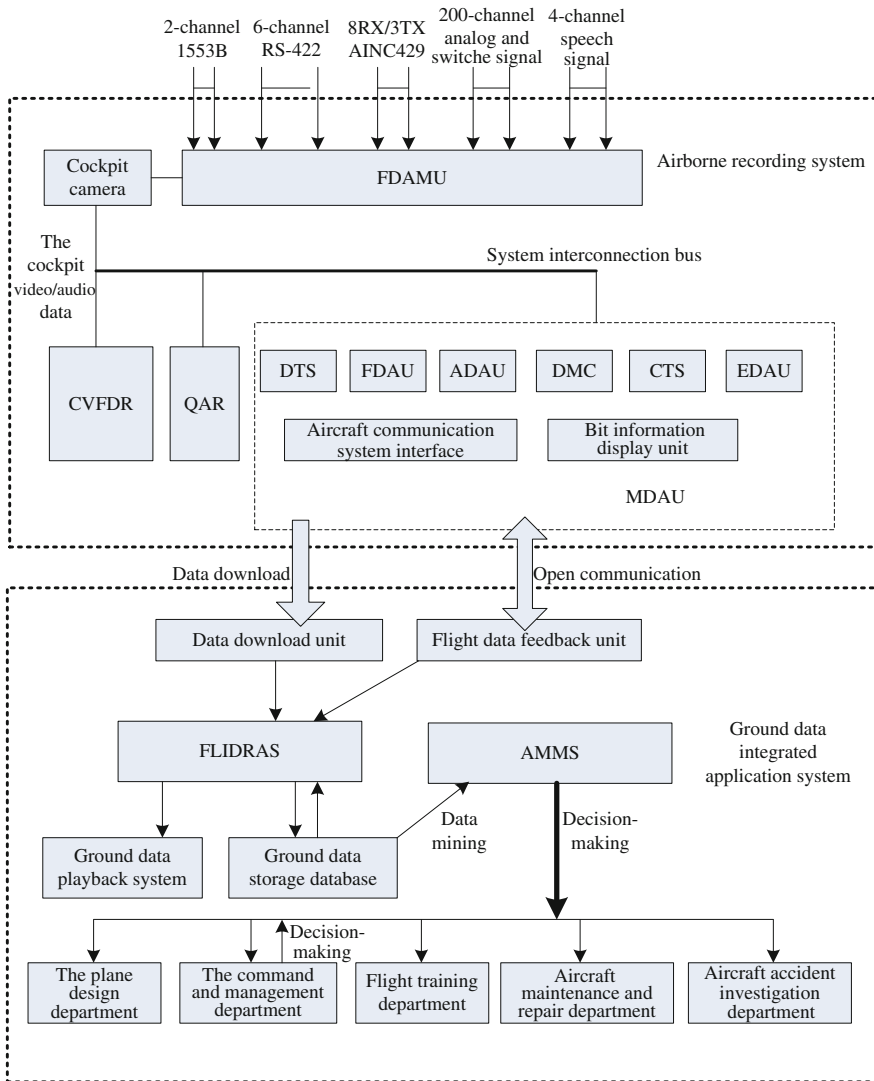 2-channel
1553B
6-channel
RS-422
8RX/3TX
AINC429
200-channel
analog and
switche signal
4-channel
speech
signal
Cockpit
camera
FDAMU
Airborne recording system
The
cockpit
video/audio
data
System interconnection bus
CVFDR
QAR
DTS
FDAU
ADAU
DMC
CTS
EDAU
Aircraft communication
system interface
Bit information
display unit
MDAU
Data download
Open communication
Data download unit
Flight data feedback unit
FLIDRAS
AMMS
Ground data
integrated
application system
Data
mining
Decision-
making
Ground data
playback system
Ground data
storage database
Decision-
making
The plane
design
department
The command
and management
department
Flight training
department
Aircraft
maintenance and
repair department
Aircraft accident
investigation
department